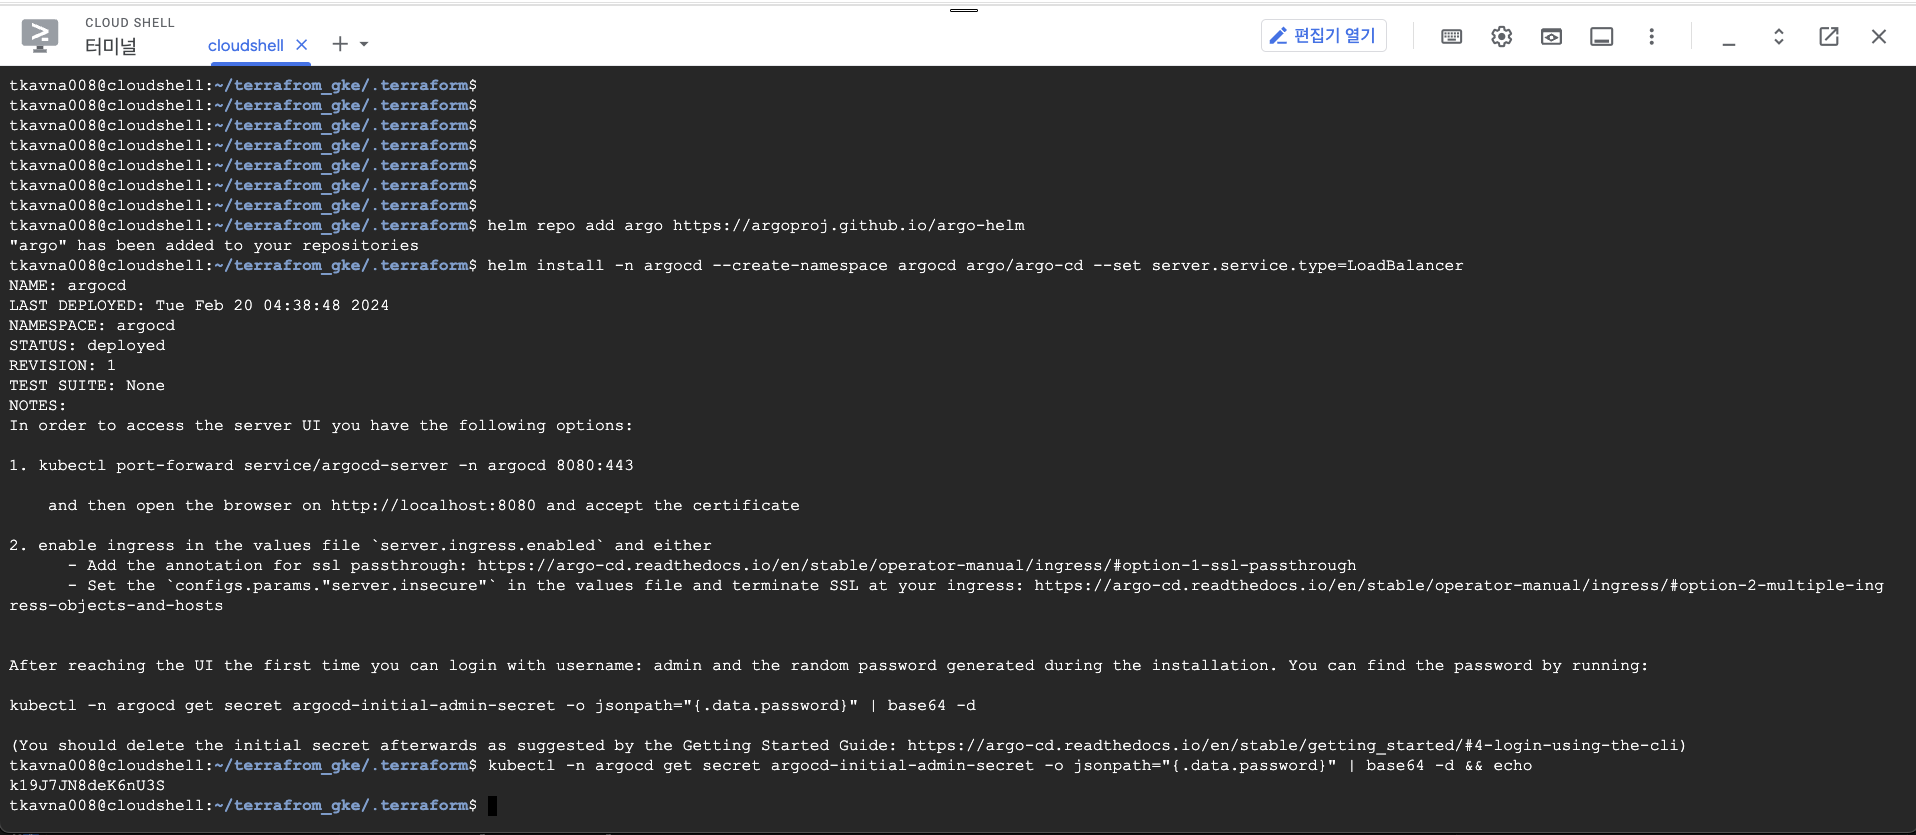 CLOUD SHELL
터미널
cloudshell
편집기 열기
tkavna008@cloudshell:~/terrafrom_gke/.terraform$
tkavna008@cloudshell:~/terrafrom_gke/.terraform$
tkavna008@cloudshell:~/terrafrom_gke/.terraform$
tkavna008@cloudshell:~/terrafrom_gke/.terraform$
tkavna008@cloudshell:~/terrafrom_gke/.terraform$
tkavna008@cloudshell:~/terrafrom_gke/.terraform$
tkavna008@cloudshell:~/terrafrom_gke/.terraform$
tkavna008@cloudshell:~/terrafrom_gke/.terraform$ helm repo add argo https://argoproj.github.io/argo-helm
"argo" has been added to your repositories
tkavna008@cloudshell:~/terrafrom_gke/.terraform$ helm install -n argocd --create-namespace argocd argo/argo-cd --set server.service.type=LoadBalancer
NAME: argocd
LAST DEPLOYED: Tue Feb 20 04:38:48 2024
NAMESPACE: argocd
STATUS: deployed
REVISION: 1
TEST SUITE: None
NOTES:
In order to access the server UI you have the following options:
1. kubectl port-forward service/argocd-server -n argocd 8080:443
and then open the browser on http://localhost:8080 and accept the certificate
2. enable ingress in the values file `server.ingress.enabled` and either
- Add the annotation for ssl passthrough: https://argo-cd.readthedocs.io/en/stable/operator-manual/ingress/#option-1-ssl-passthrough
- Set the `configs.params."server.insecure"` in the values file and terminate SSL at your ingress: https://argo-cd.readthedocs.io/en/stable/operator-manual/ingress/#option-2-multiple-ing
ress-objects-and-hosts
After reaching the UI the first time you can login with username: admin and the random password generated during the installation. You can find the password by running:
kubectl -n argocd get secret argocd-initial-admin-secret -o jsonpath="{.data.password}" | base64 -d
(You should delete the initial secret afterwards as suggested by the Getting Started Guide: https://argo-cd.readthedocs.io/en/stable/getting_started/#4-login-using-the-cli)
tkavna008@cloudshell:~/terrafrom_gke/.terraform$ kubectl -n argocd get secret argocd-initial-admin-secret -o jsonpath="{.data.password}" | base64 -d && echo
k19J7JN8deK6nU3S
tkavna008@cloudshell:~/terrafrom_gke/.terraform$